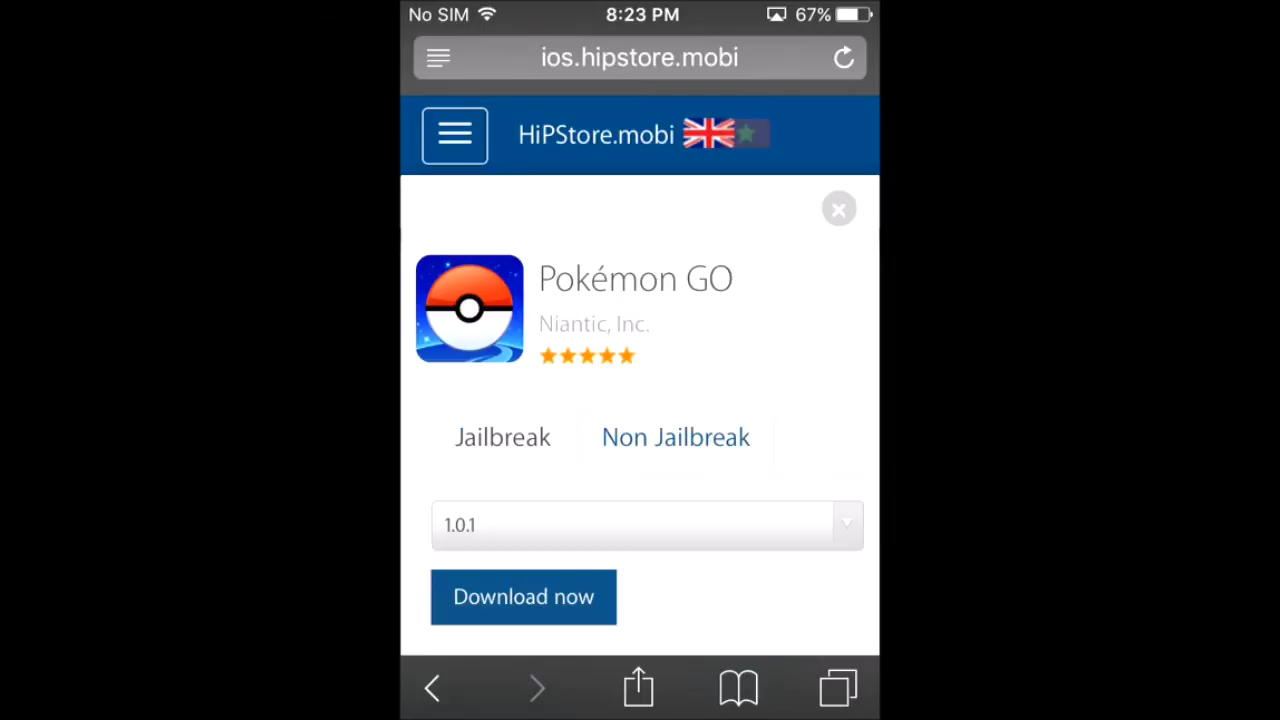 No SIM 8:23 PM 67%
ios.hipstore.mobi
HiPStore.mobi
Pokémon GO
Niantic, Inc.
Jailbreak Non Jailbreak
1.0.1
Download now